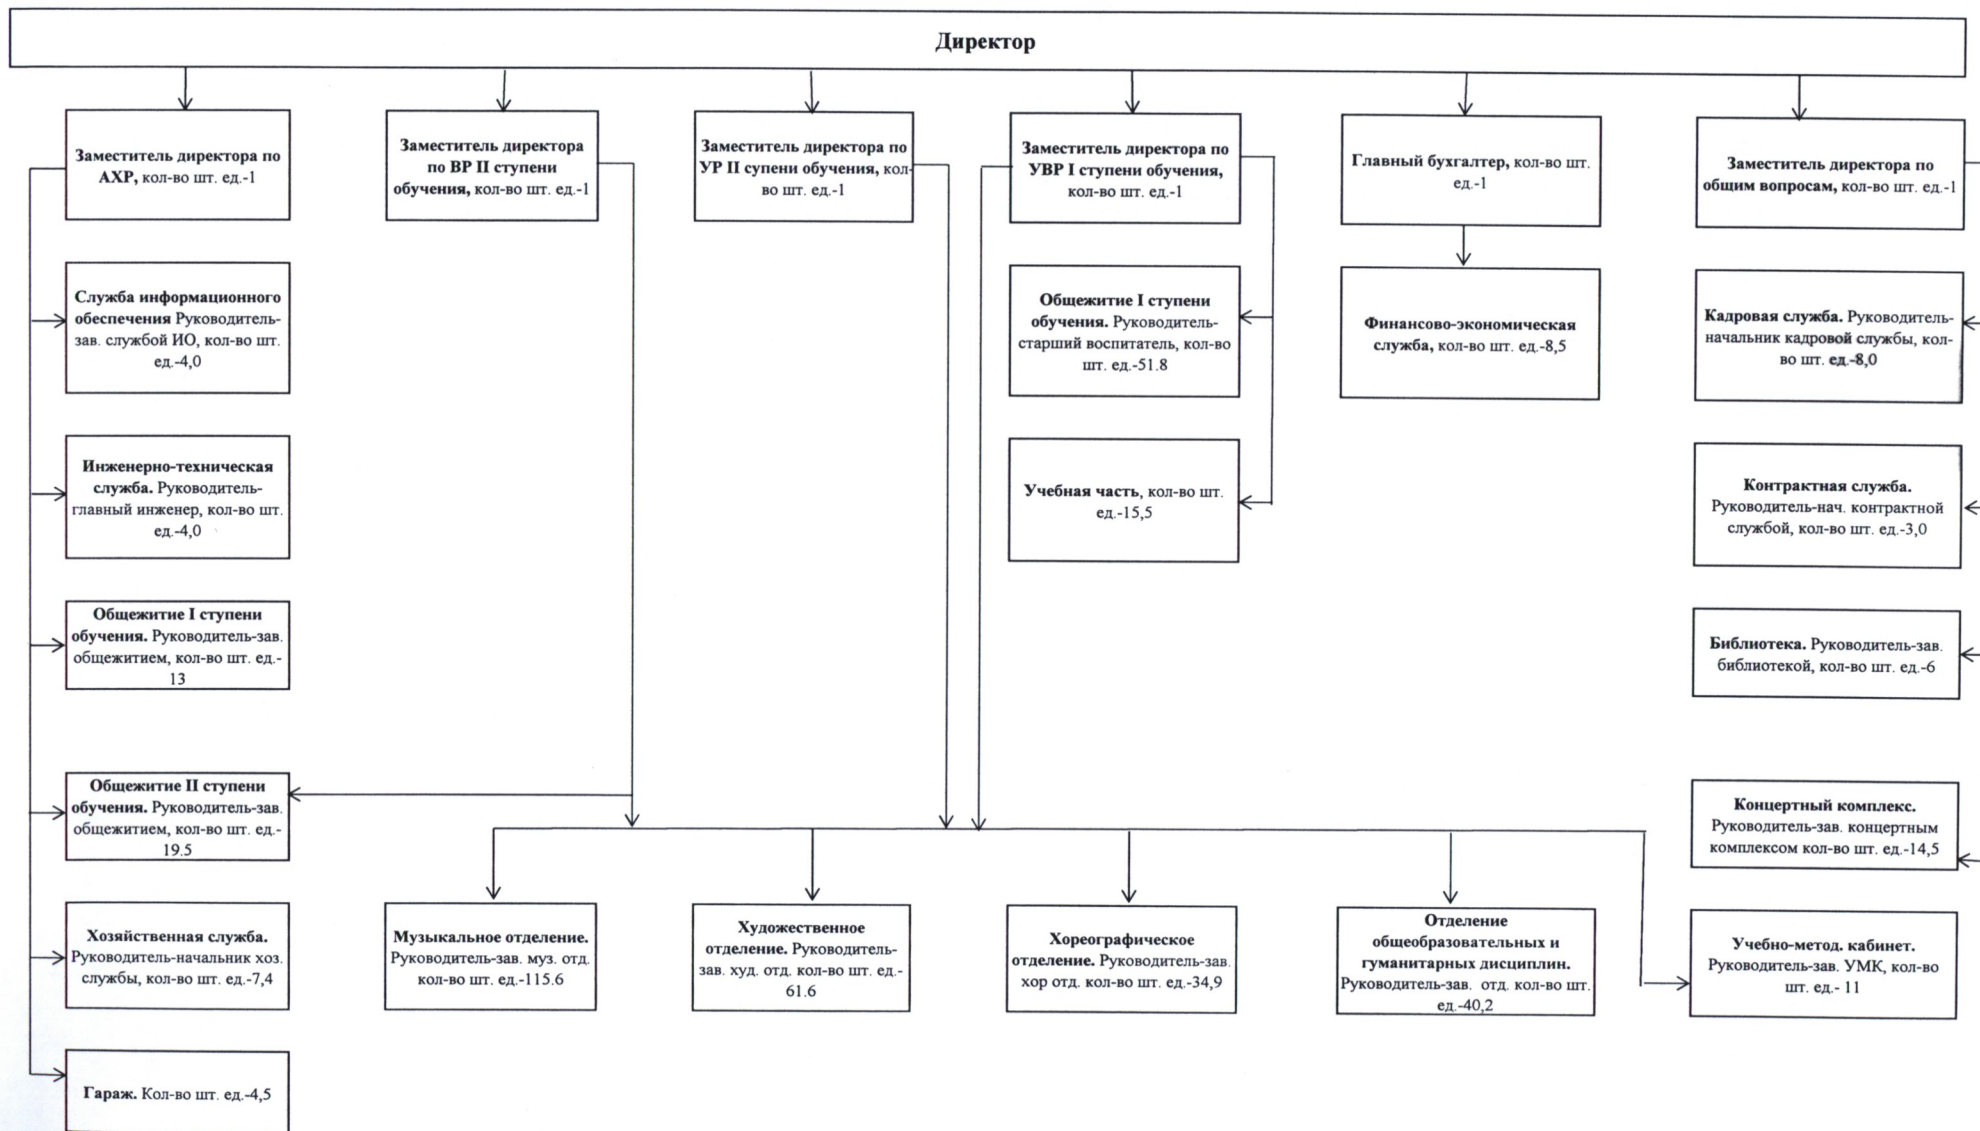 Директор
Заместитель директора по
АХР, кол-во шт. ед.-1
Заместитель директора
по ВР II ступени
обучения, кол-во шт. ед.-1
Заместитель директора по
УР II супени обучения, кол-
во шт. ед.-1
Заместитель директора по
УВР I ступени обучения,
кол-во шт. ед.-1
Главный бухгалтер, кол-во шт.
ед.-1
Заместитель директора по
общим вопросам, кол-во шт. ед.-1
Служба информационного
обеспечения Руководитель-
зав. службой ИО, кол-во шт.
ед.-4,0
Общежитие I ступени
обучения. Руководитель-
старший воспитатель, кол-во
шт. ед.-51.8
Финансово-экономическая
служба, кол-во шт. ед.-8,5
Кадровая служба. Руководитель-
начальник кадровой службы, кол-
во шт. ед.-8,0
Инженерно-техническая
служба. Руководитель-
главный инженер, кол-во шт.
ед.-4,0
Учебная часть, кол-во шт.
ед.-15,5
Контрактная служба.
Руководитель-нач. контрактной
службой, кол-во шт. ед.-3,0
Общежитие I ступени
обучения. Руководитель-зав.
общежитием, кол-во шт. ед.-
13
Библиотека. Руководитель-зав.
библиотекой, кол-во шт. ед.-6
Общежитие II ступени
обучения. Руководитель-зав.
общежитием, кол-во шт. ед.-
19.5
Концертный комплекс.
Руководитель-зав. концертным
комплексом кол-во шт. ед.-14,5
Хозяйственная служба.
Руководитель-начальник хоз.
службы, кол-во шт. ед.-7,4
Музыкальное отделение.
Руководитель-зав. муз. отд.
кол-во шт. ед.-115.6
Художественное
отделение. Руководитель-
зав. худ. отд. кол-во шт. ед.-
61.6
Хореографическое
отделение. Руководитель-зав.
хор отд. кол-во шт. ед.-34,9
Отделение
общеобразовательных и
гуманитарных дисциплин.
Руководитель-зав. отд. кол-во шт.
ед.-40,2
Учебно-метод. кабинет.
Руководитель-зав. УМК, кол-во
шт. ед.- 11
Гараж. Кол-во шт. ед.-4,5